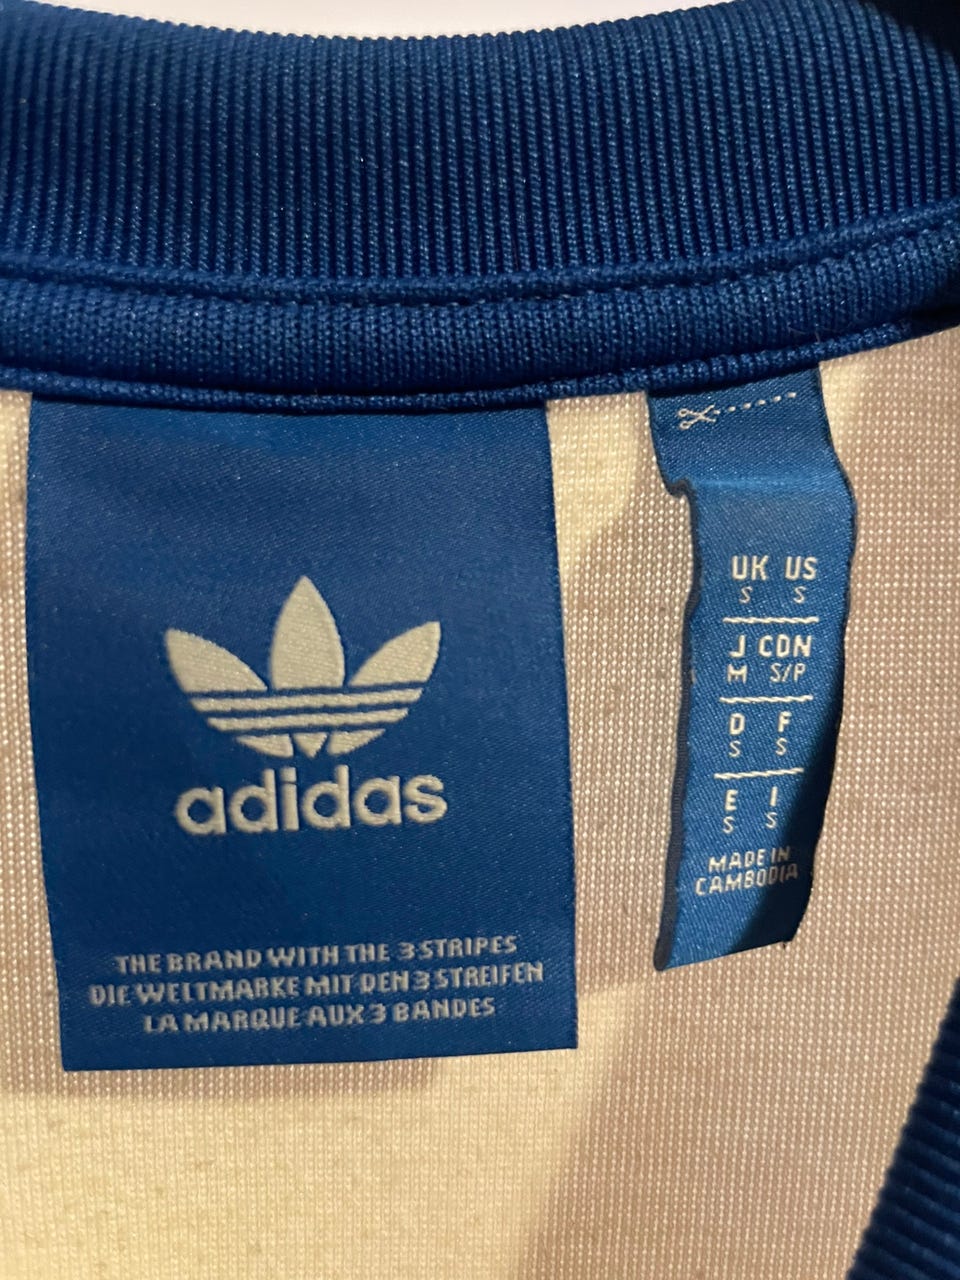 adidas
THE BRAND WITH THE 3 STRIPES
DIE WELTMARKE MIT DEN 3 STREIFEN
LA MARQUE AUX 3 BANDES
UK US
S S
J CDN
M S/P
D F
S S
E I
S S
MADE IN
CAMBODIA